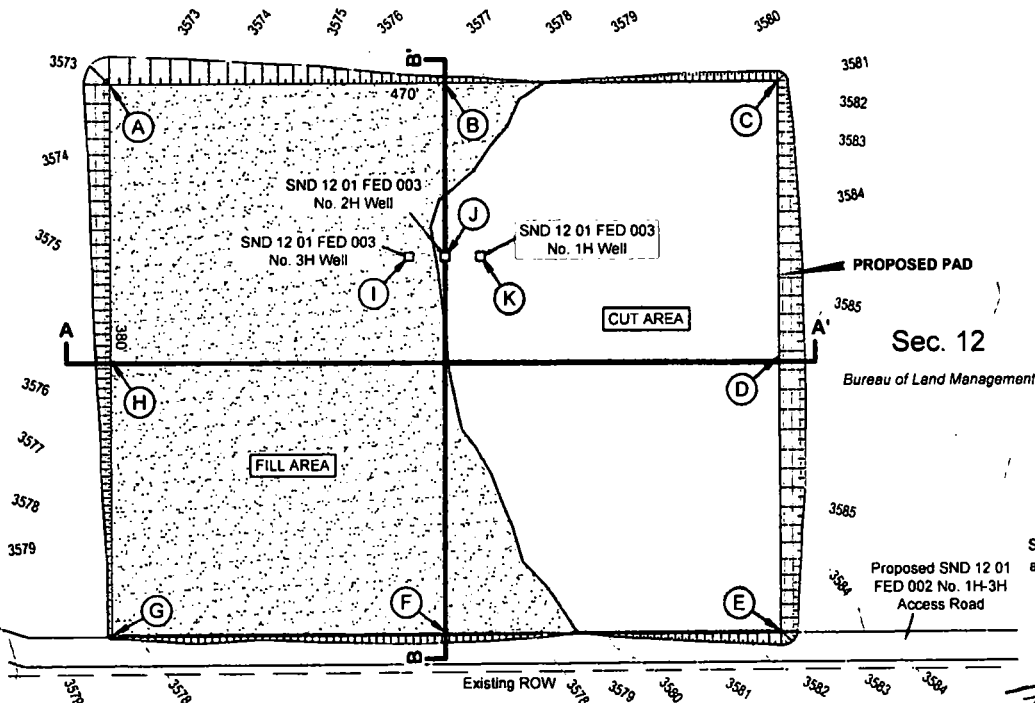 3573
3574
3575
3576
3577
3578
3579
3580
3573
B'
3581
470'
3582
A
B
C
3583
3574
SND 12 01 FED 003
No. 2H Well
3584
J
SND 12 01 FED 003
No. 1H Well
3575
SND 12 01 FED 003
No. 3H Well
PROPOSED PAD
I
K
3585
A
380'
CUT AREA
A'
Sec. 12
3576
H
D
Bureau of Land Management
3577
FILL AREA
3578
3585
3579
3584
Proposed SND 12 01
FED 002 No. 1H-3H
Access Road
G
F
E
B
Existing ROW
3578
3578
3578
3579
3580
3581
3582
3583
3584